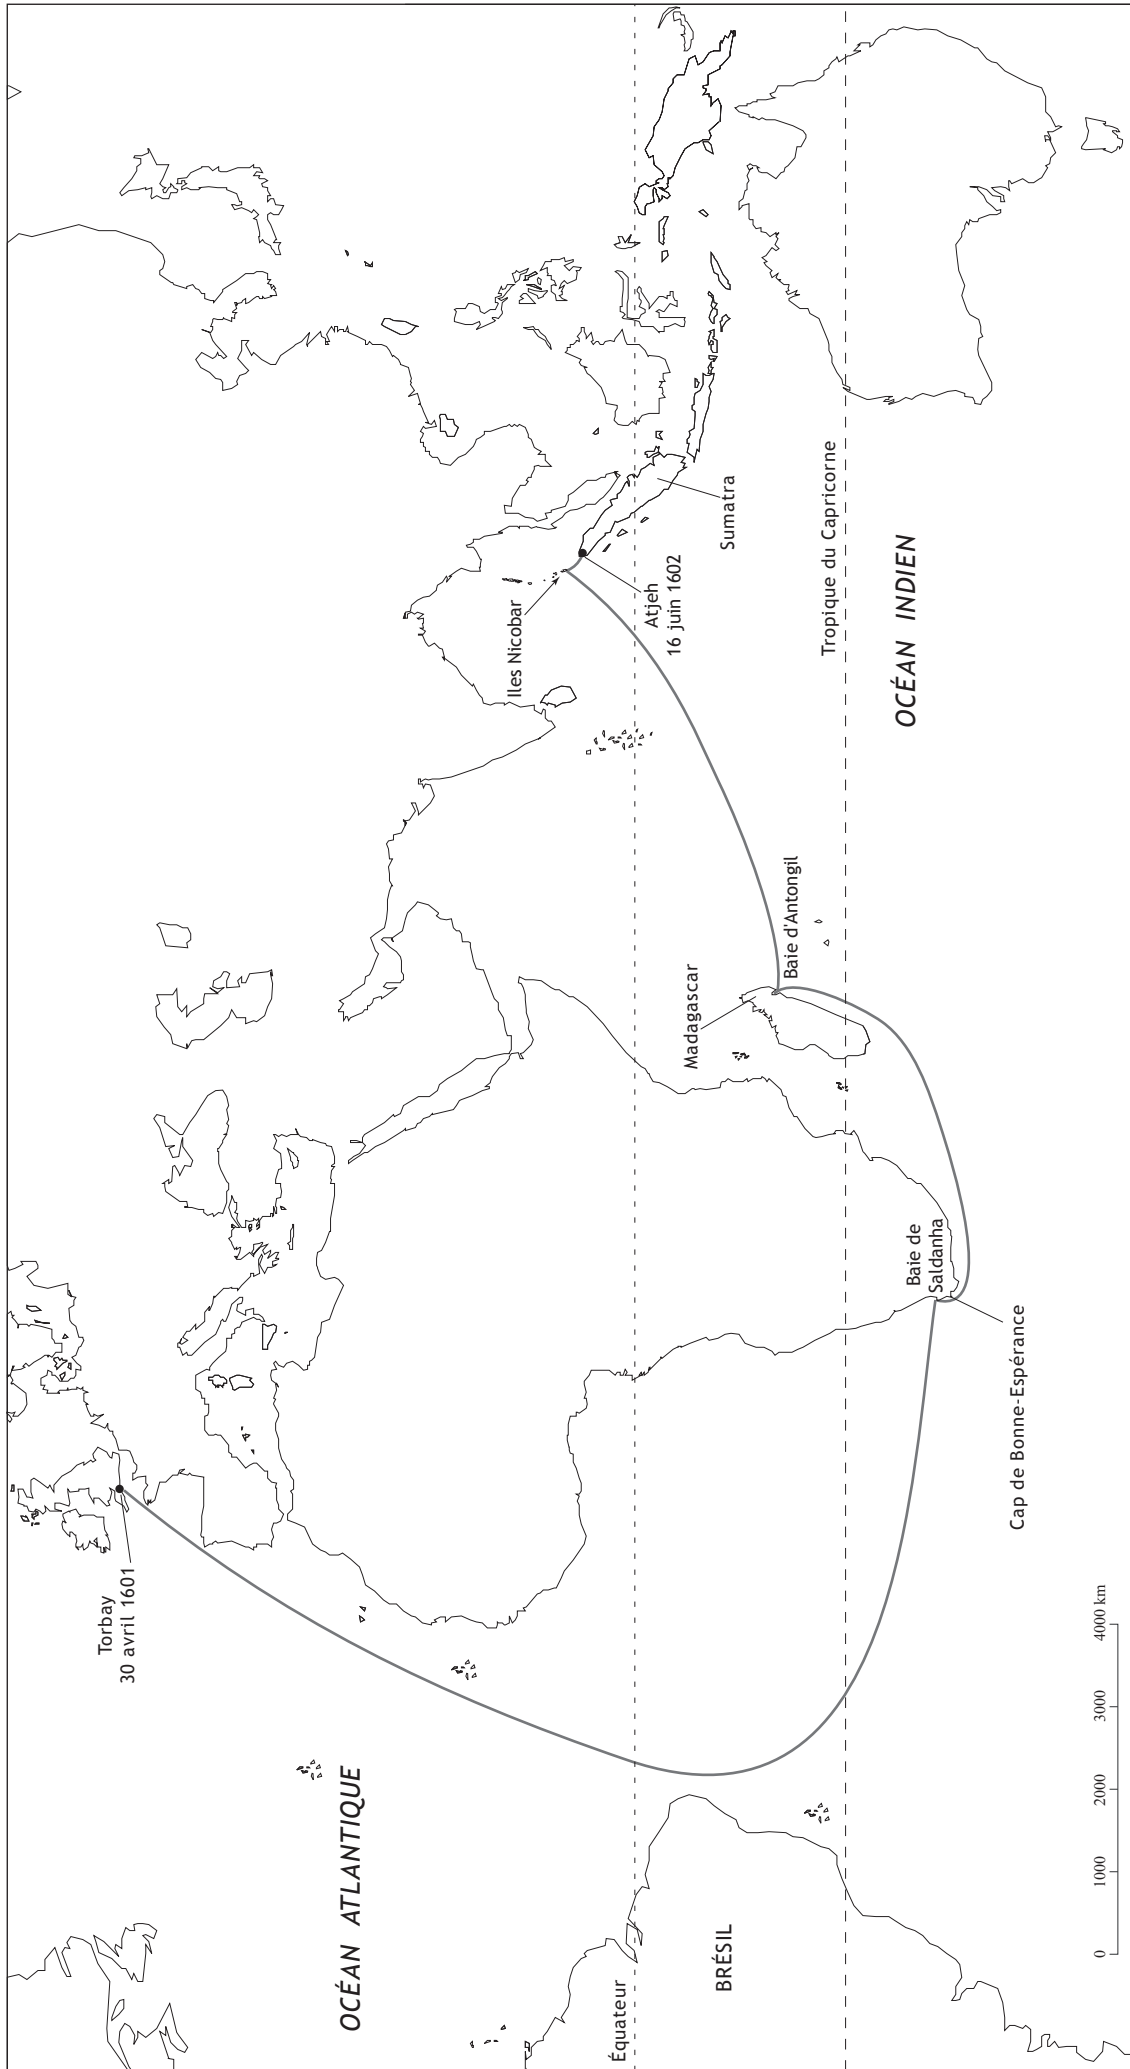 Torbay
30 avril 1601
OCÉAN ATLANTIQUE
Équateur
BRÉSIL
0 1000 2000 3000 4000 km
Cap de Bonne-Espérance
Baie de
Saldanha
Madagascar
Baie d'Antongil
Iles Nicobar
Atjeh
16 juin 1602
Sumatra
Tropique du Capricorne
OCÉAN INDIEN